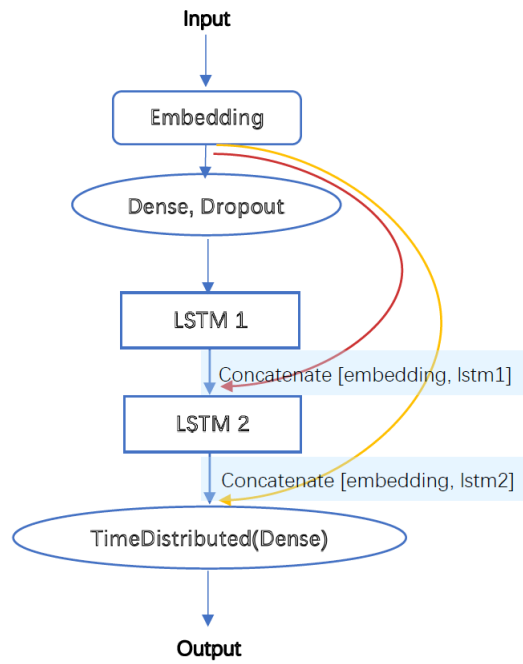 Input
Embedding
Dense, Dropout
LSTM 1
Concatenate [embedding, lstm1]
LSTM 2
Concatenate [embedding, lstm2]
TimeDistributed(Dense)
Output